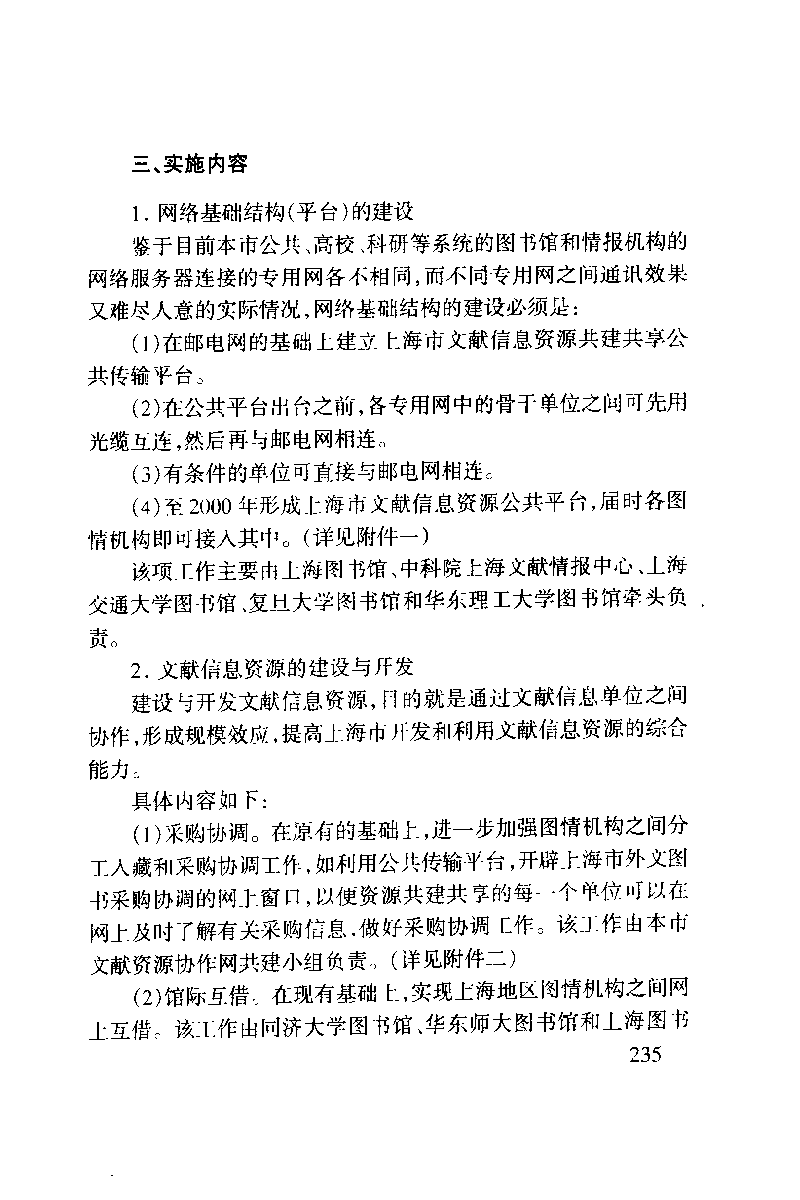 三、实施内容
1. 网络基础结构(平台)的建设
鉴于目前本市公共、高校、科研等系统的图书馆和情报机构的
网络服务器连接的专用网各不相同,而不同专用网之间通讯效果
又难尽人意的实际情况,网络基础结构的建设必须是:
(1)在邮电网的基础上建立上海市文献信息资源共建共享公
共传输平台。
(2)在公共平台出台之前,各专用网中的骨干单位之间可先用
光缆互连,然后再与邮电网相连。
(3)有条件的单位可直接与邮电网相连。
(4)至2000年形成上海市文献信息资源公共平台,届时各图
情机构即可接入其中。(详见附件一)
该项工作主要由上海图书馆、中科院上海文献情报中心、上海
交通大学图书馆、复旦大学图书馆和华东理工大学图书馆牵头负
责。
2. 文献信息资源的建设与开发
建设与开发文献信息资源,目的就是通过文献信息单位之间
协作,形成规模效应,提高上海市开发和利用文献信息资源的综合
能力。
具体内容如下:
(1)采购协调。在原有的基础上,进一步加强图情机构之间分
工入藏和采购协调工作,如利用公共传输平台,开辟上海市外文图
书采购协调的网上窗口,以便资源共建共享的每一个单位可以在
网上及时了解有关采购信息,做好采购协调工作。该工作由本市
文献资源协作网共建小组负责。(详见附件二)
(2)馆际互借。在现有基础上,实现上海地区图情机构之间网
上互借。该工作由同济大学图书馆、华东师大图书馆和上海图书
235